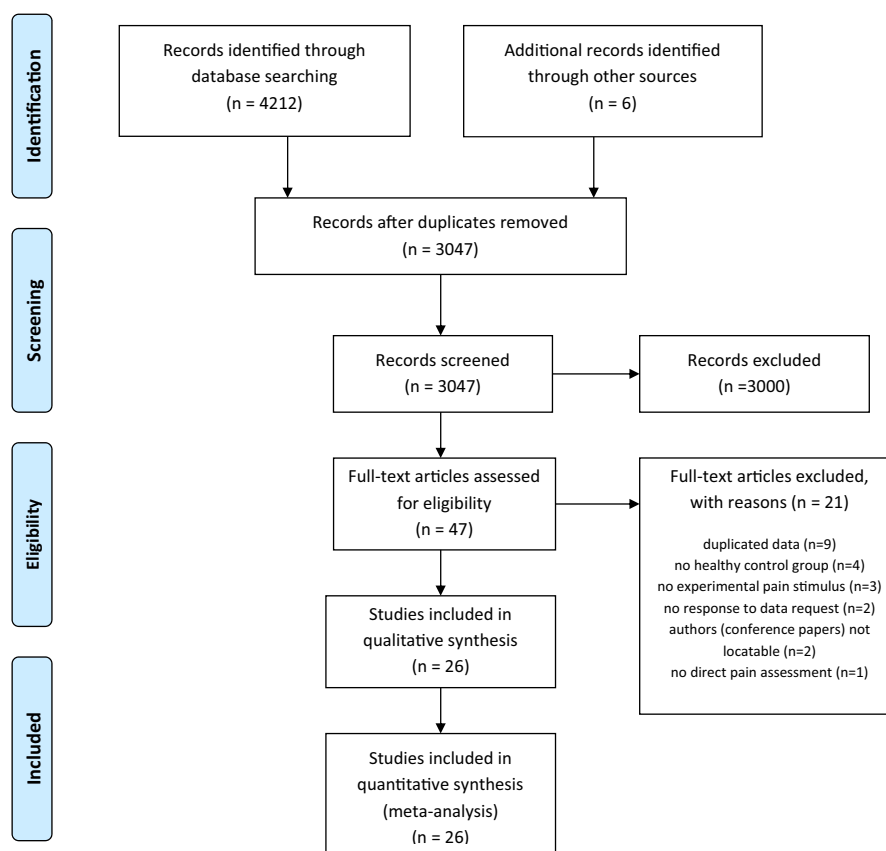 Identification
Records identified through
database searching
(n = 4212)
Additional records identified
through other sources
(n = 6)
Records after duplicates removed
(n = 3047)
Screening
Records screened
(n = 3047)
Records excluded
(n =3000)
Eligibility
Full-text articles assessed
for eligibility
(n = 47)
Full-text articles excluded,
with reasons (n = 21)
duplicated data (n=9)
no healthy control group (n=4)
no experimental pain stimulus (n=3)
no response to data request (n=2)
authors (conference papers) not
locatable (n=2)
no direct pain assessment (n=1)
Studies included in
qualitative synthesis
(n = 26)
Included
Studies included in
quantitative synthesis
(meta-analysis)
(n = 26)